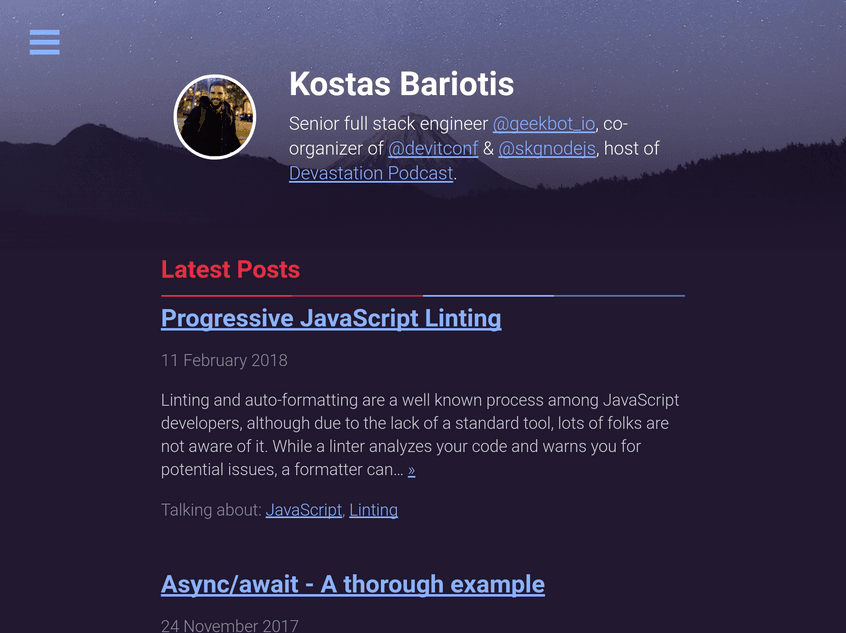 Kostas Bariotis
Senior full stack engineer @geekbot_io, co-
organizer of @devitconf & @skgnodejs, host of
Devastation Podcast.
Latest Posts
Progressive JavaScript Linting
11 February 2018
Linting and auto-formatting are a well known process among JavaScript
developers, although due to the lack of a standard tool, lots of folks are
not aware of it. While a linter analyzes your code and warns you for
potential issues, a formatter can... »
Talking about: JavaScript, Linting
Async/await - A thorough example
24 November 2017